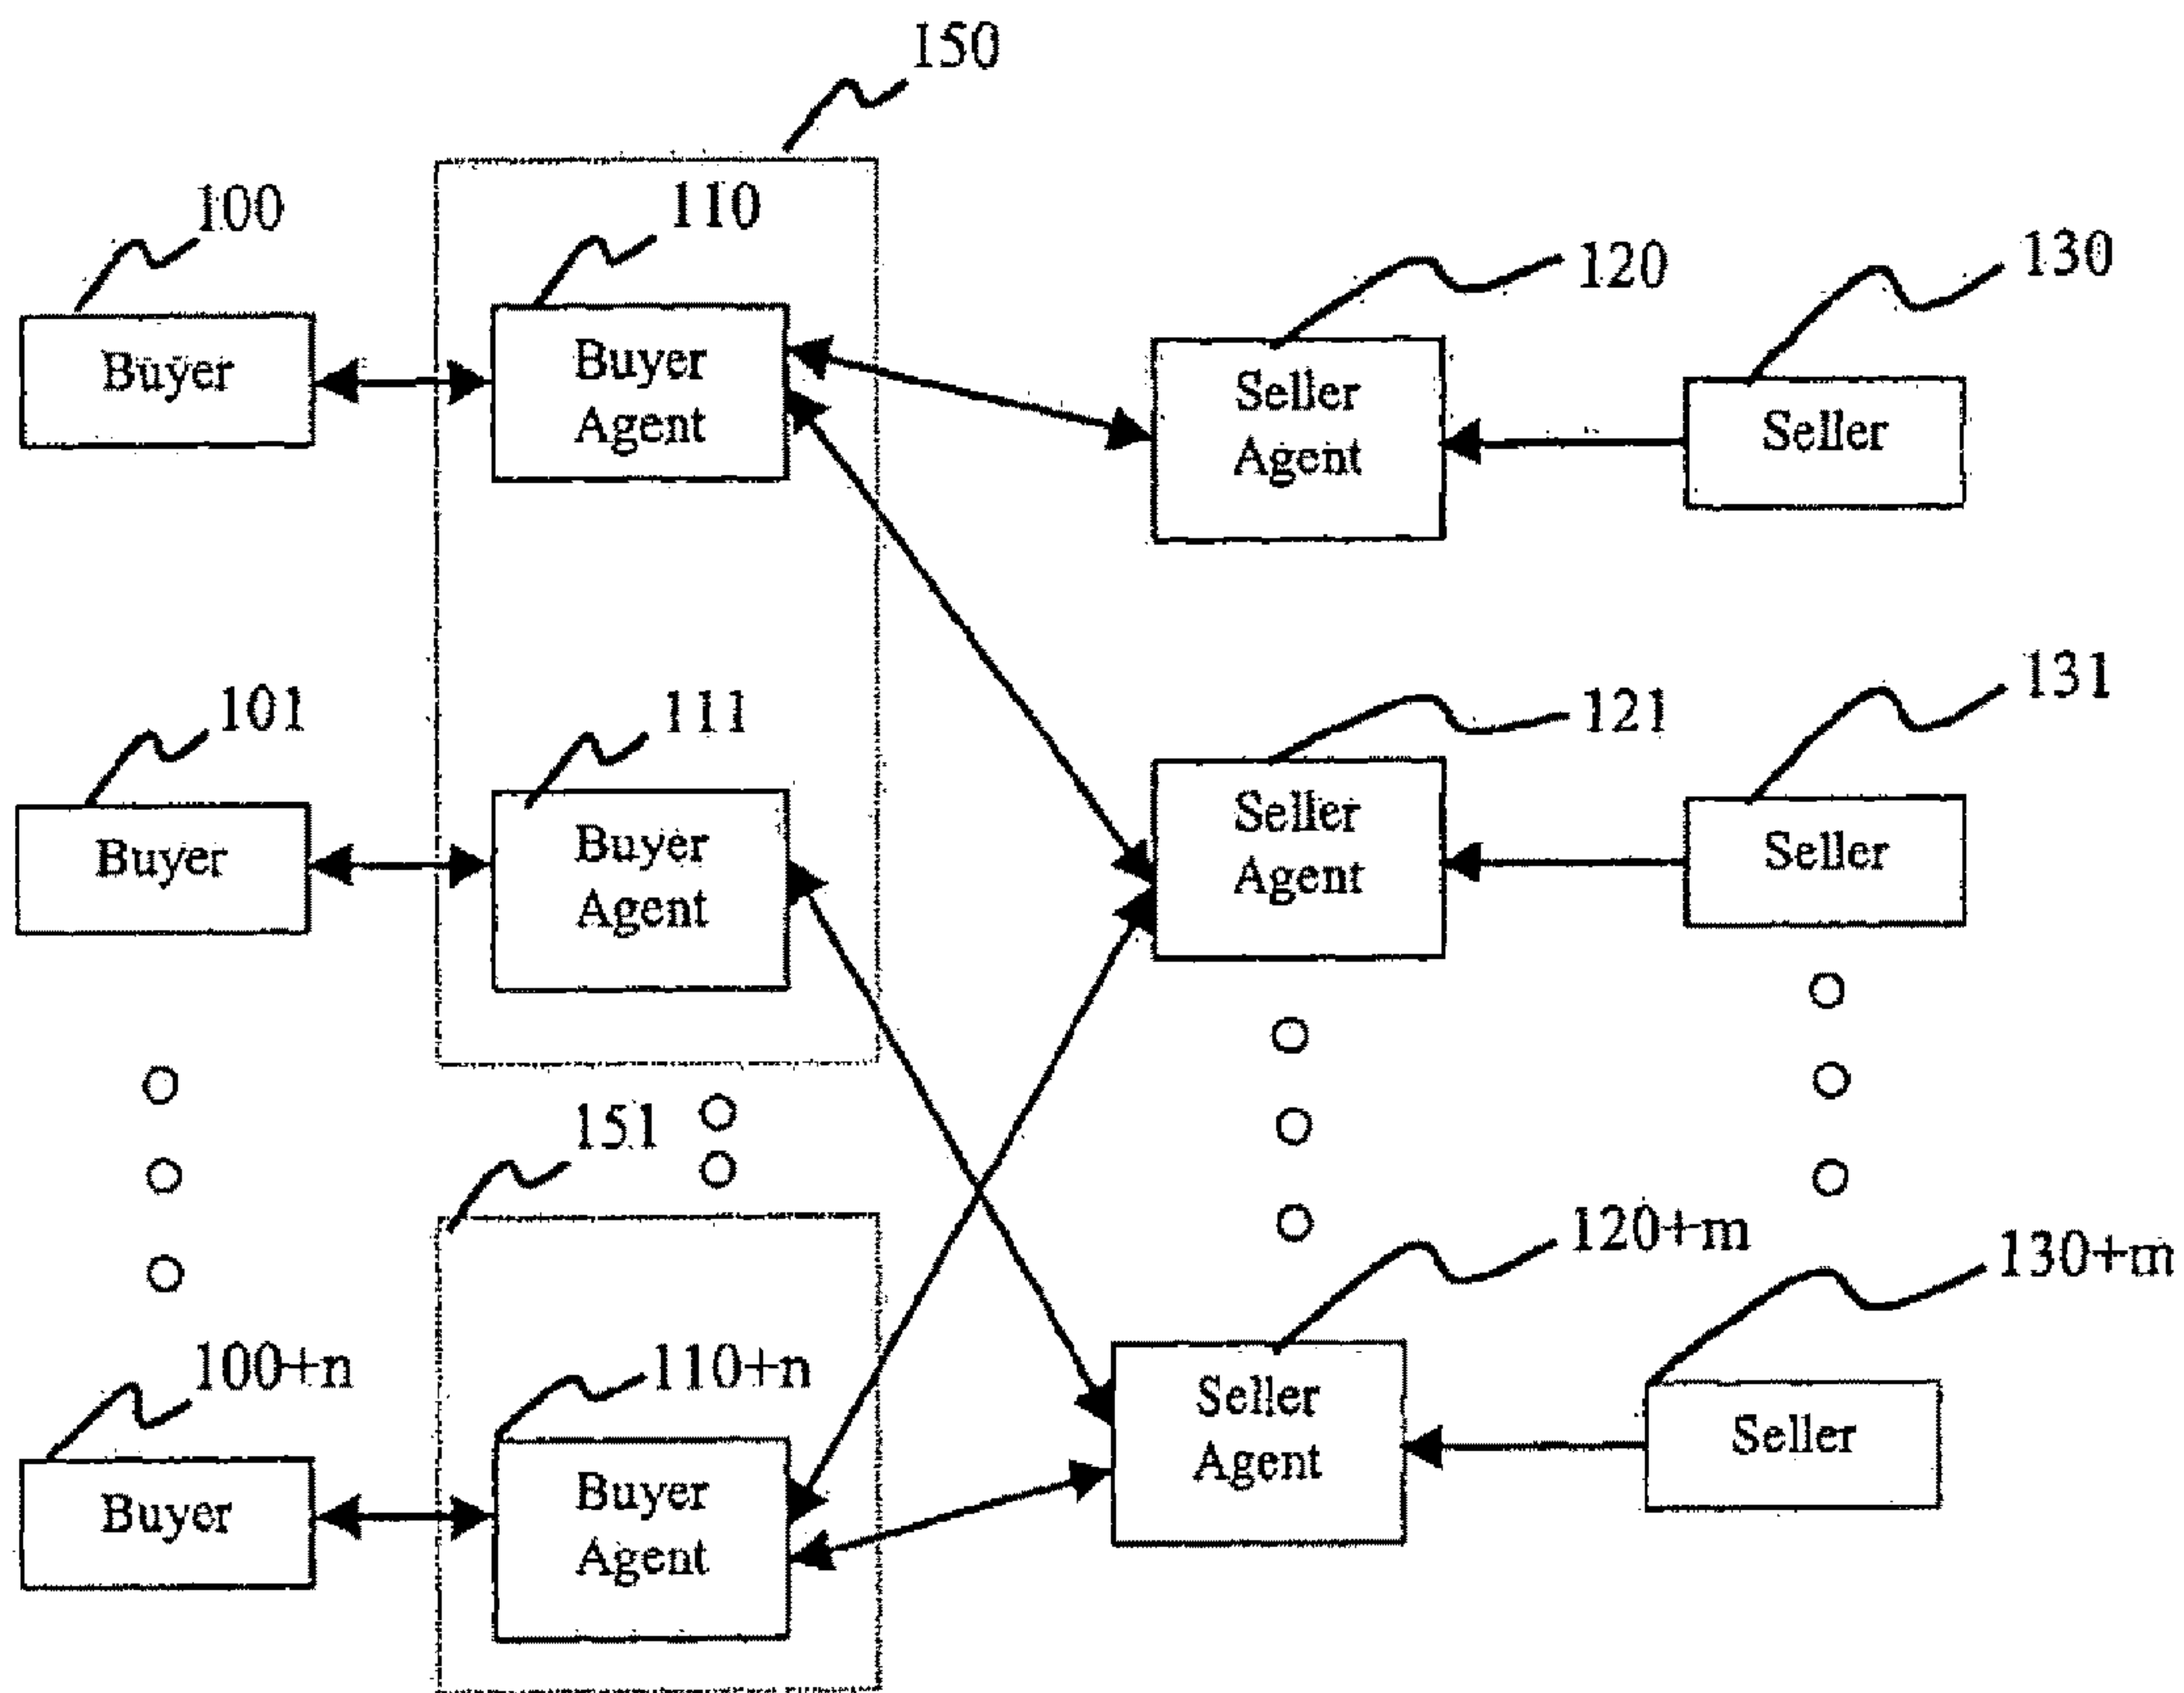 150
100
110
120
130
Buyer
Buyer
Agent
Seller
Agent
Seller
101
111
121
131
Buyer
Buyer
Agent
Seller
Agent
Seller
151
120+m
130+m
100+n
110+n
Buyer
Buyer
Agent
Seller
Agent
Seller